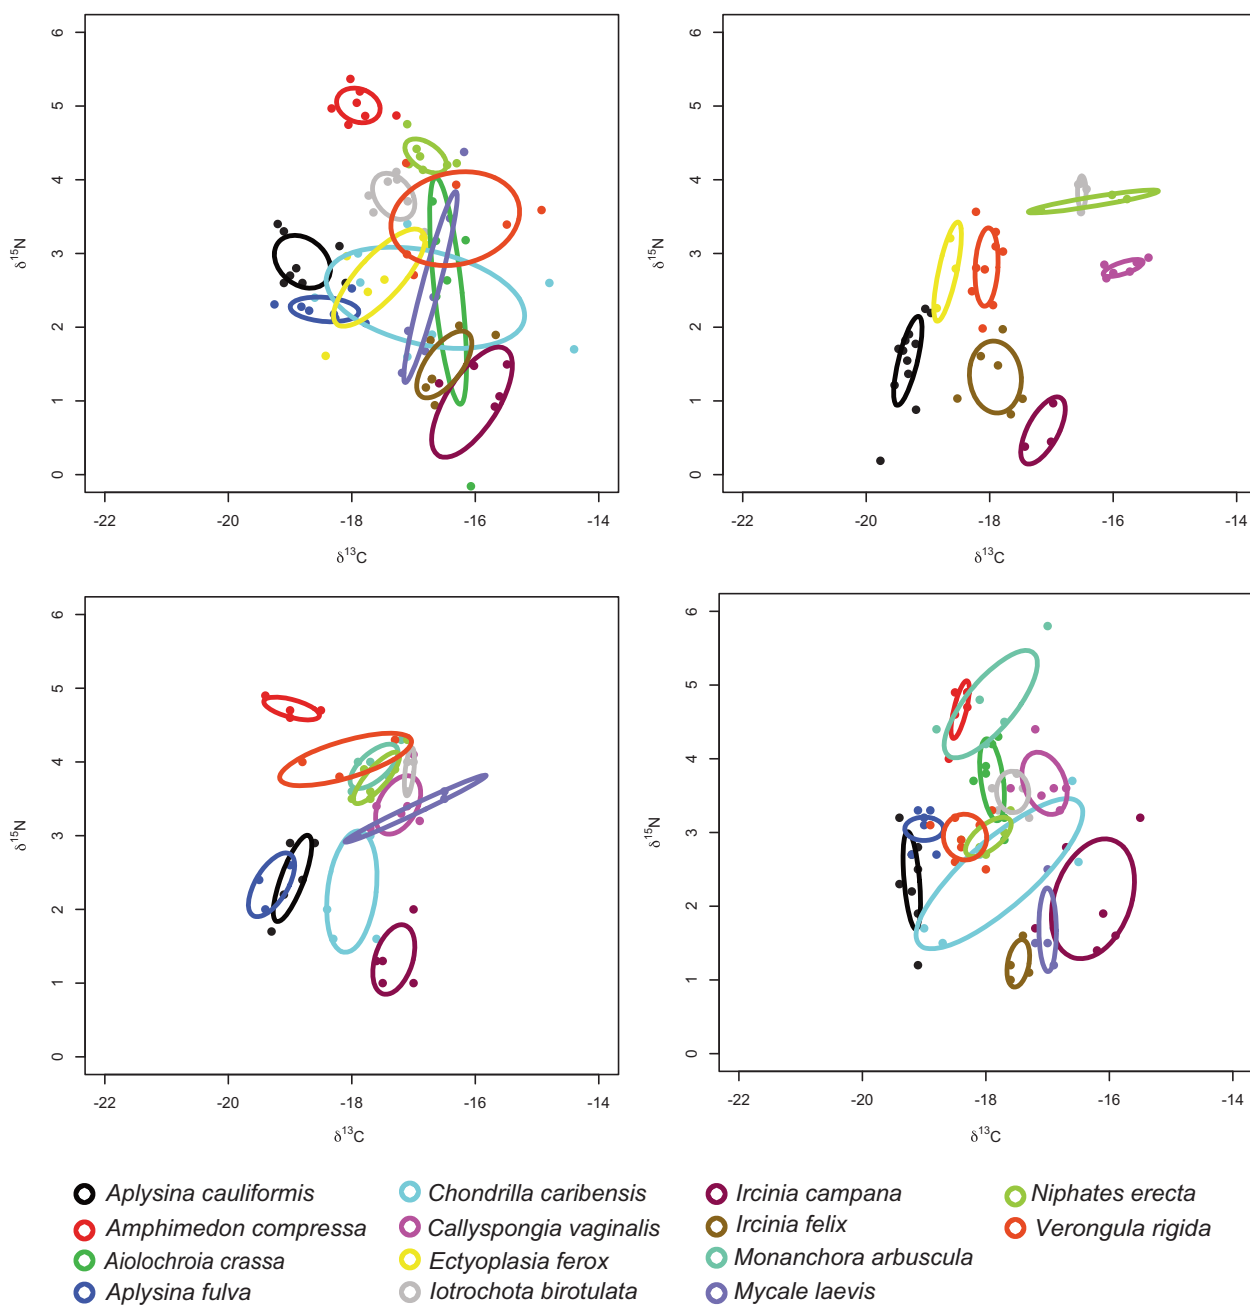 6
5
4
3
2
1
0
δ15N
-22 -20 -18 -16 -14
δ13C
6
5
4
3
2
1
0
δ15N
-22 -20 -18 -16 -14
δ13C
6
5
4
3
2
1
0
δ15N
-22 -20 -18 -16 -14
δ13C
6
5
4
3
2
1
0
δ15N
-22 -20 -18 -16 -14
δ13C
Aplysina cauliformis
Amphimedon compressa
Aiolochroia crassa
Aplysina fulva
Chondrilla caribensis
Callyspongia vaginalis
Ectyoplasia ferox
Iotrochota birotulata
Ircinia campana
Ircinia felix
Monanchora arbuscula
Mycale laevis
Niphates erecta
Verongula rigida